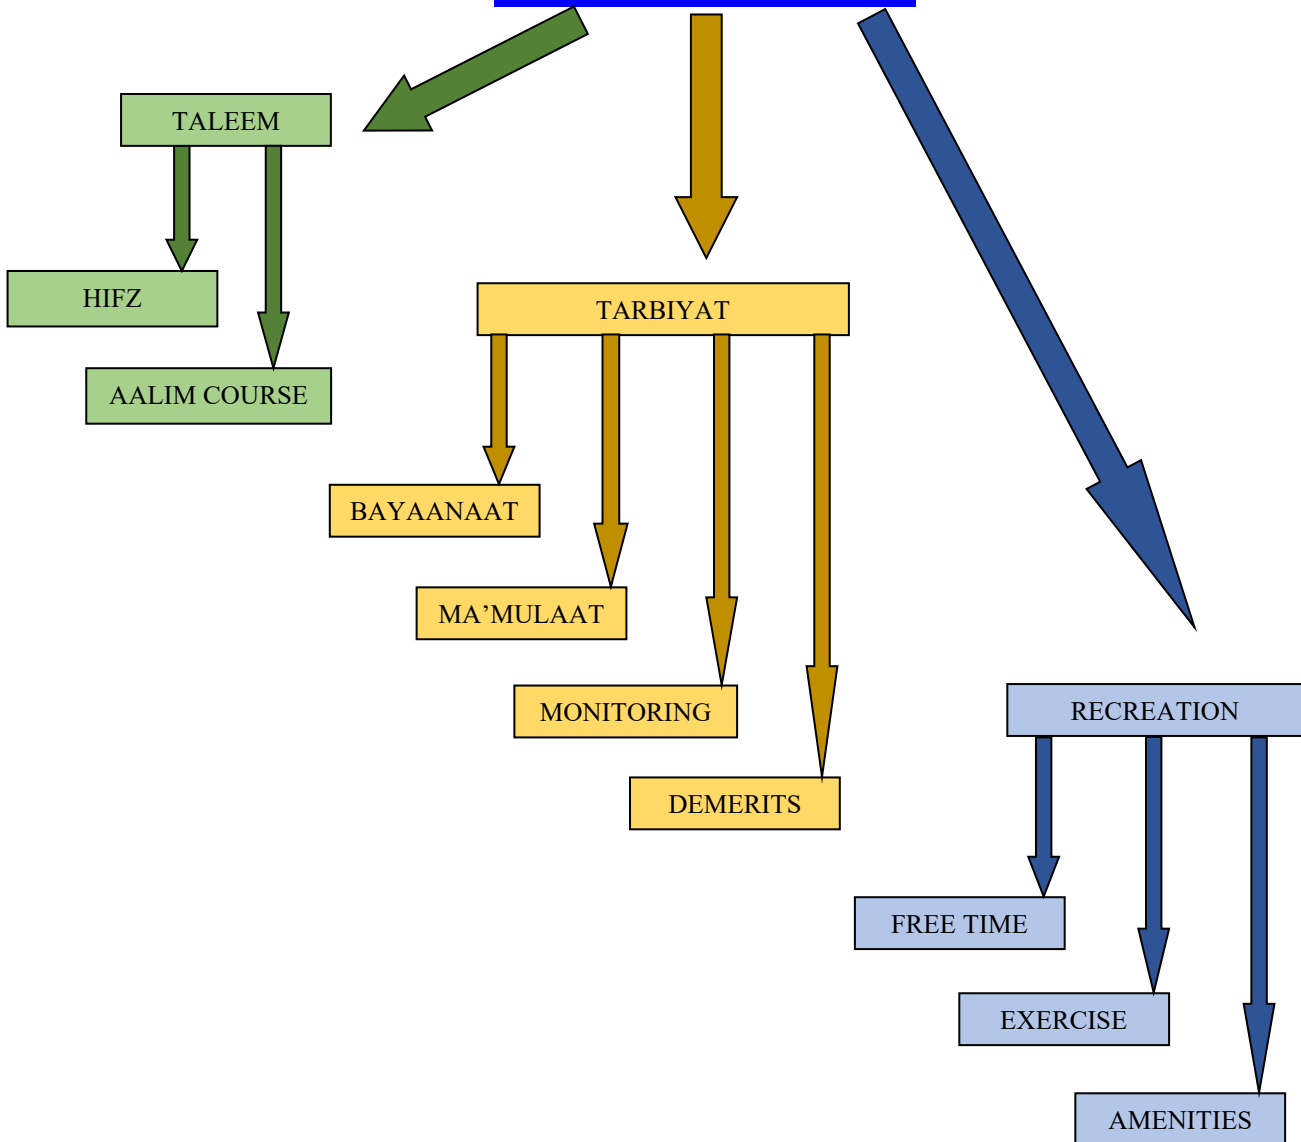 TALEEM
HIFZ
AALIM COURSE
TARBIYAT
BAYAANAAT
MA’MULAAT
MONITORING
DEMERITS
RECREATION
FREE TIME
EXERCISE
AMENITIES